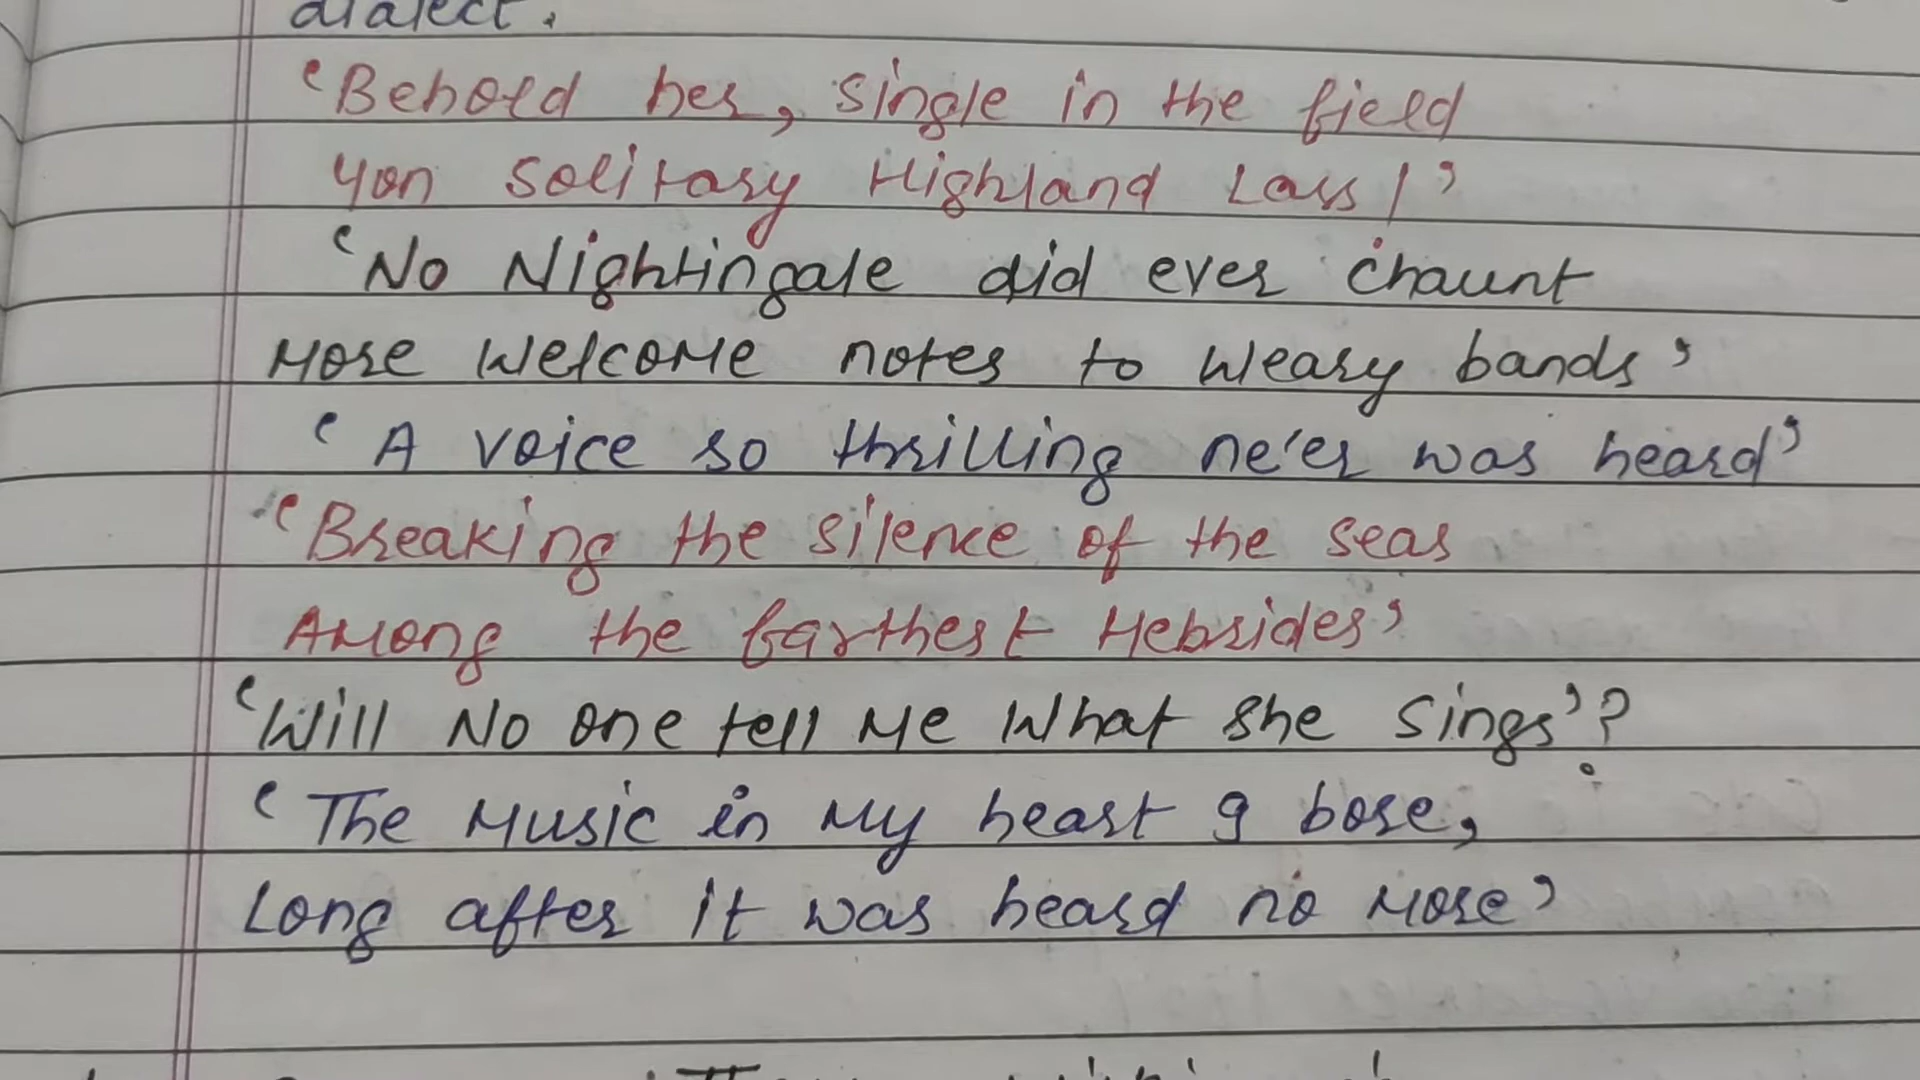 dialect.
'Behold her, single in the field
yon solitary Highland Lass!'
'No Nightingale did ever chaunt
More welcome notes to weary bands'
'A voice so thrilling ne'er was heard'
'Breaking the silence of the seas
Among the farthest Hebrides'
'Will No one tell Me What she sings'?
'The Music in My heart I bore,
Long after it was heard no More'